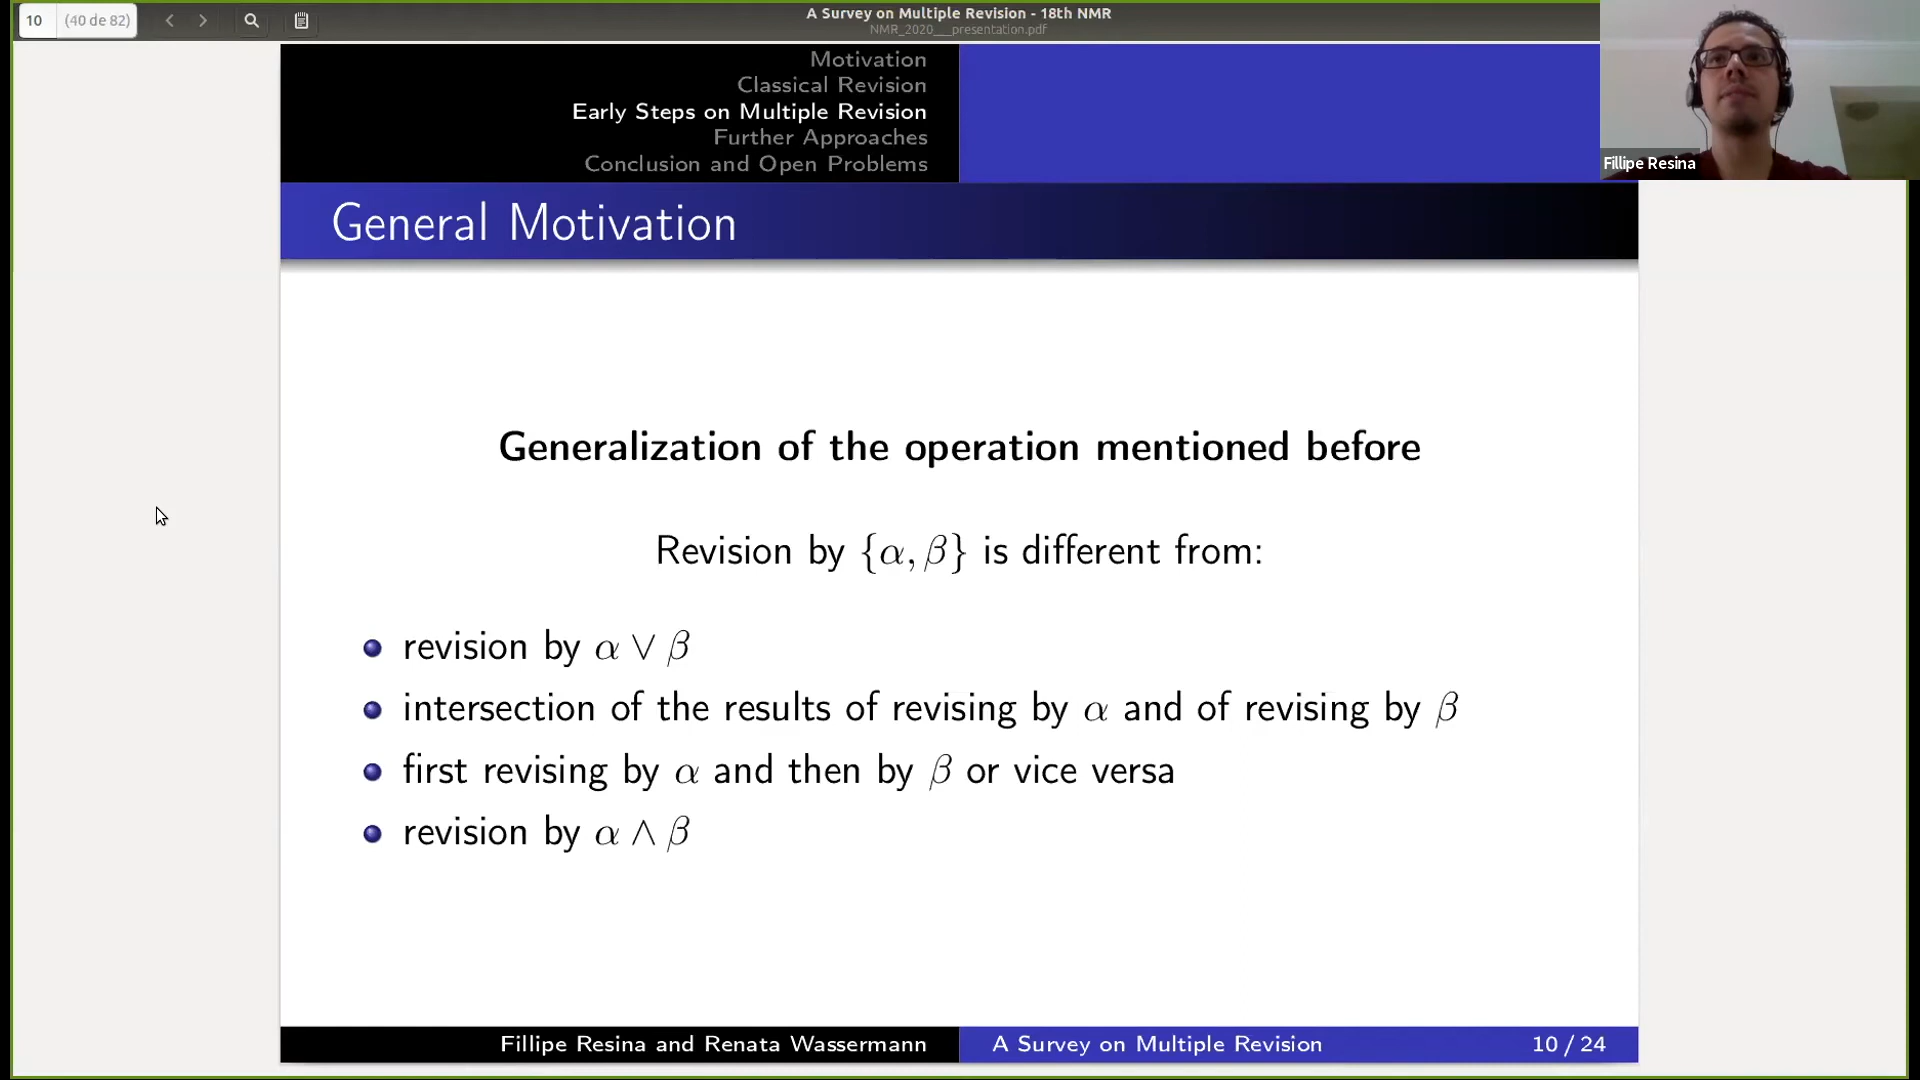 10 (40 de 82)
A Survey on Multiple Revision - 18th NMR
NMR_2020___presentation.pdf
Motivation
Classical Revision
Early Steps on Multiple Revision
Further Approaches
Conclusion and Open Problems
Fillipe Resina
General Motivation
Generalization of the operation mentioned before
Revision by {α, β} is different from:
revision by α ∨ β
intersection of the results of revising by α and of revising by β
first revising by α and then by β or vice versa
revision by α ∧ β
Fillipe Resina and Renata Wassermann A Survey on Multiple Revision 10 / 24